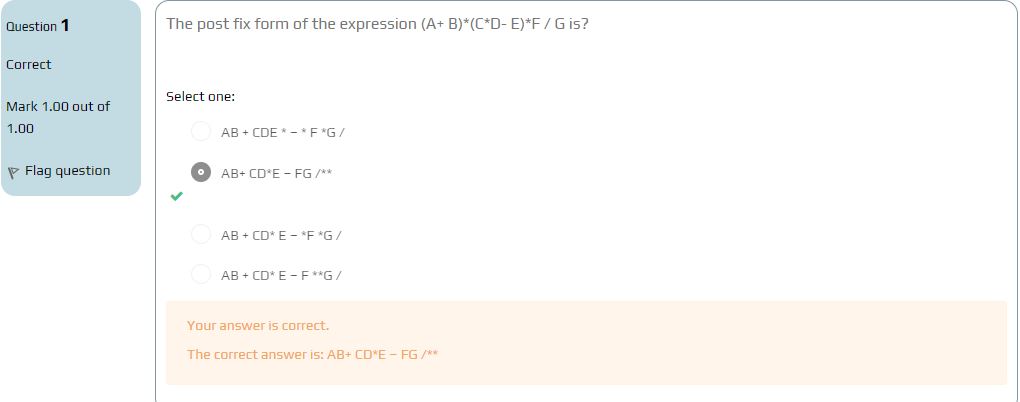 Question 1
Correct
Mark 1.00 out of
1.00
Flag question
The post fix form of the expression (A+ B)*(C*D- E)*F / G is?
Select one:
AB + CDE * – * F *G /
AB+ CD*E – FG /**
AB + CD* E – *F *G /
AB + CD* E – F **G /
Your answer is correct.
The correct answer is: AB+ CD*E – FG /**